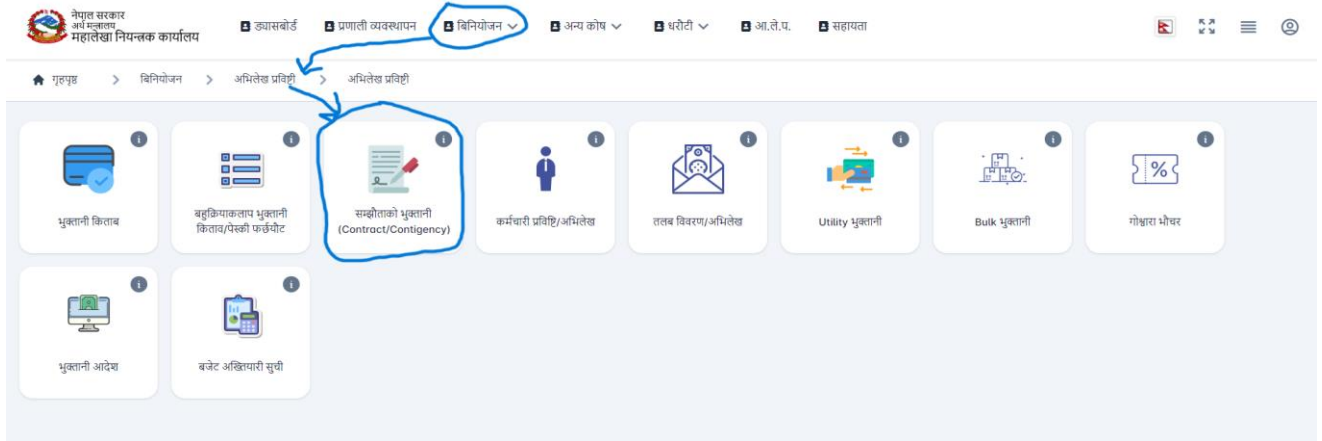 नेपाल सरकार
अर्थ मन्त्रालय
महालेखा नियन्त्रक कार्यालय
ड्यासबोर्ड
प्रणाली व्यवस्थापन
बिनियोजन
अन्य कोष
धरौटी
आ.ले.प.
सहायता
गृहपृष्ठ > बिनियोजन > अभिलेख प्रविष्टी > अभिलेख प्रविष्टी
भुक्तानी किताब
बहुक्रियाकलाप भुक्तानी
किताव/पेस्की फर्छयौट
सम्झौताको भुक्तानी
(Contract/Contigency)
कर्मचारी प्रविष्टि/अभिलेख
तलब विवरण/अभिलेख
Utility भुक्तानी
Bulk भुक्तानी
गोश्वारा भौचर
भुक्तानी आदेश
बजेट अख्तियारी सुची